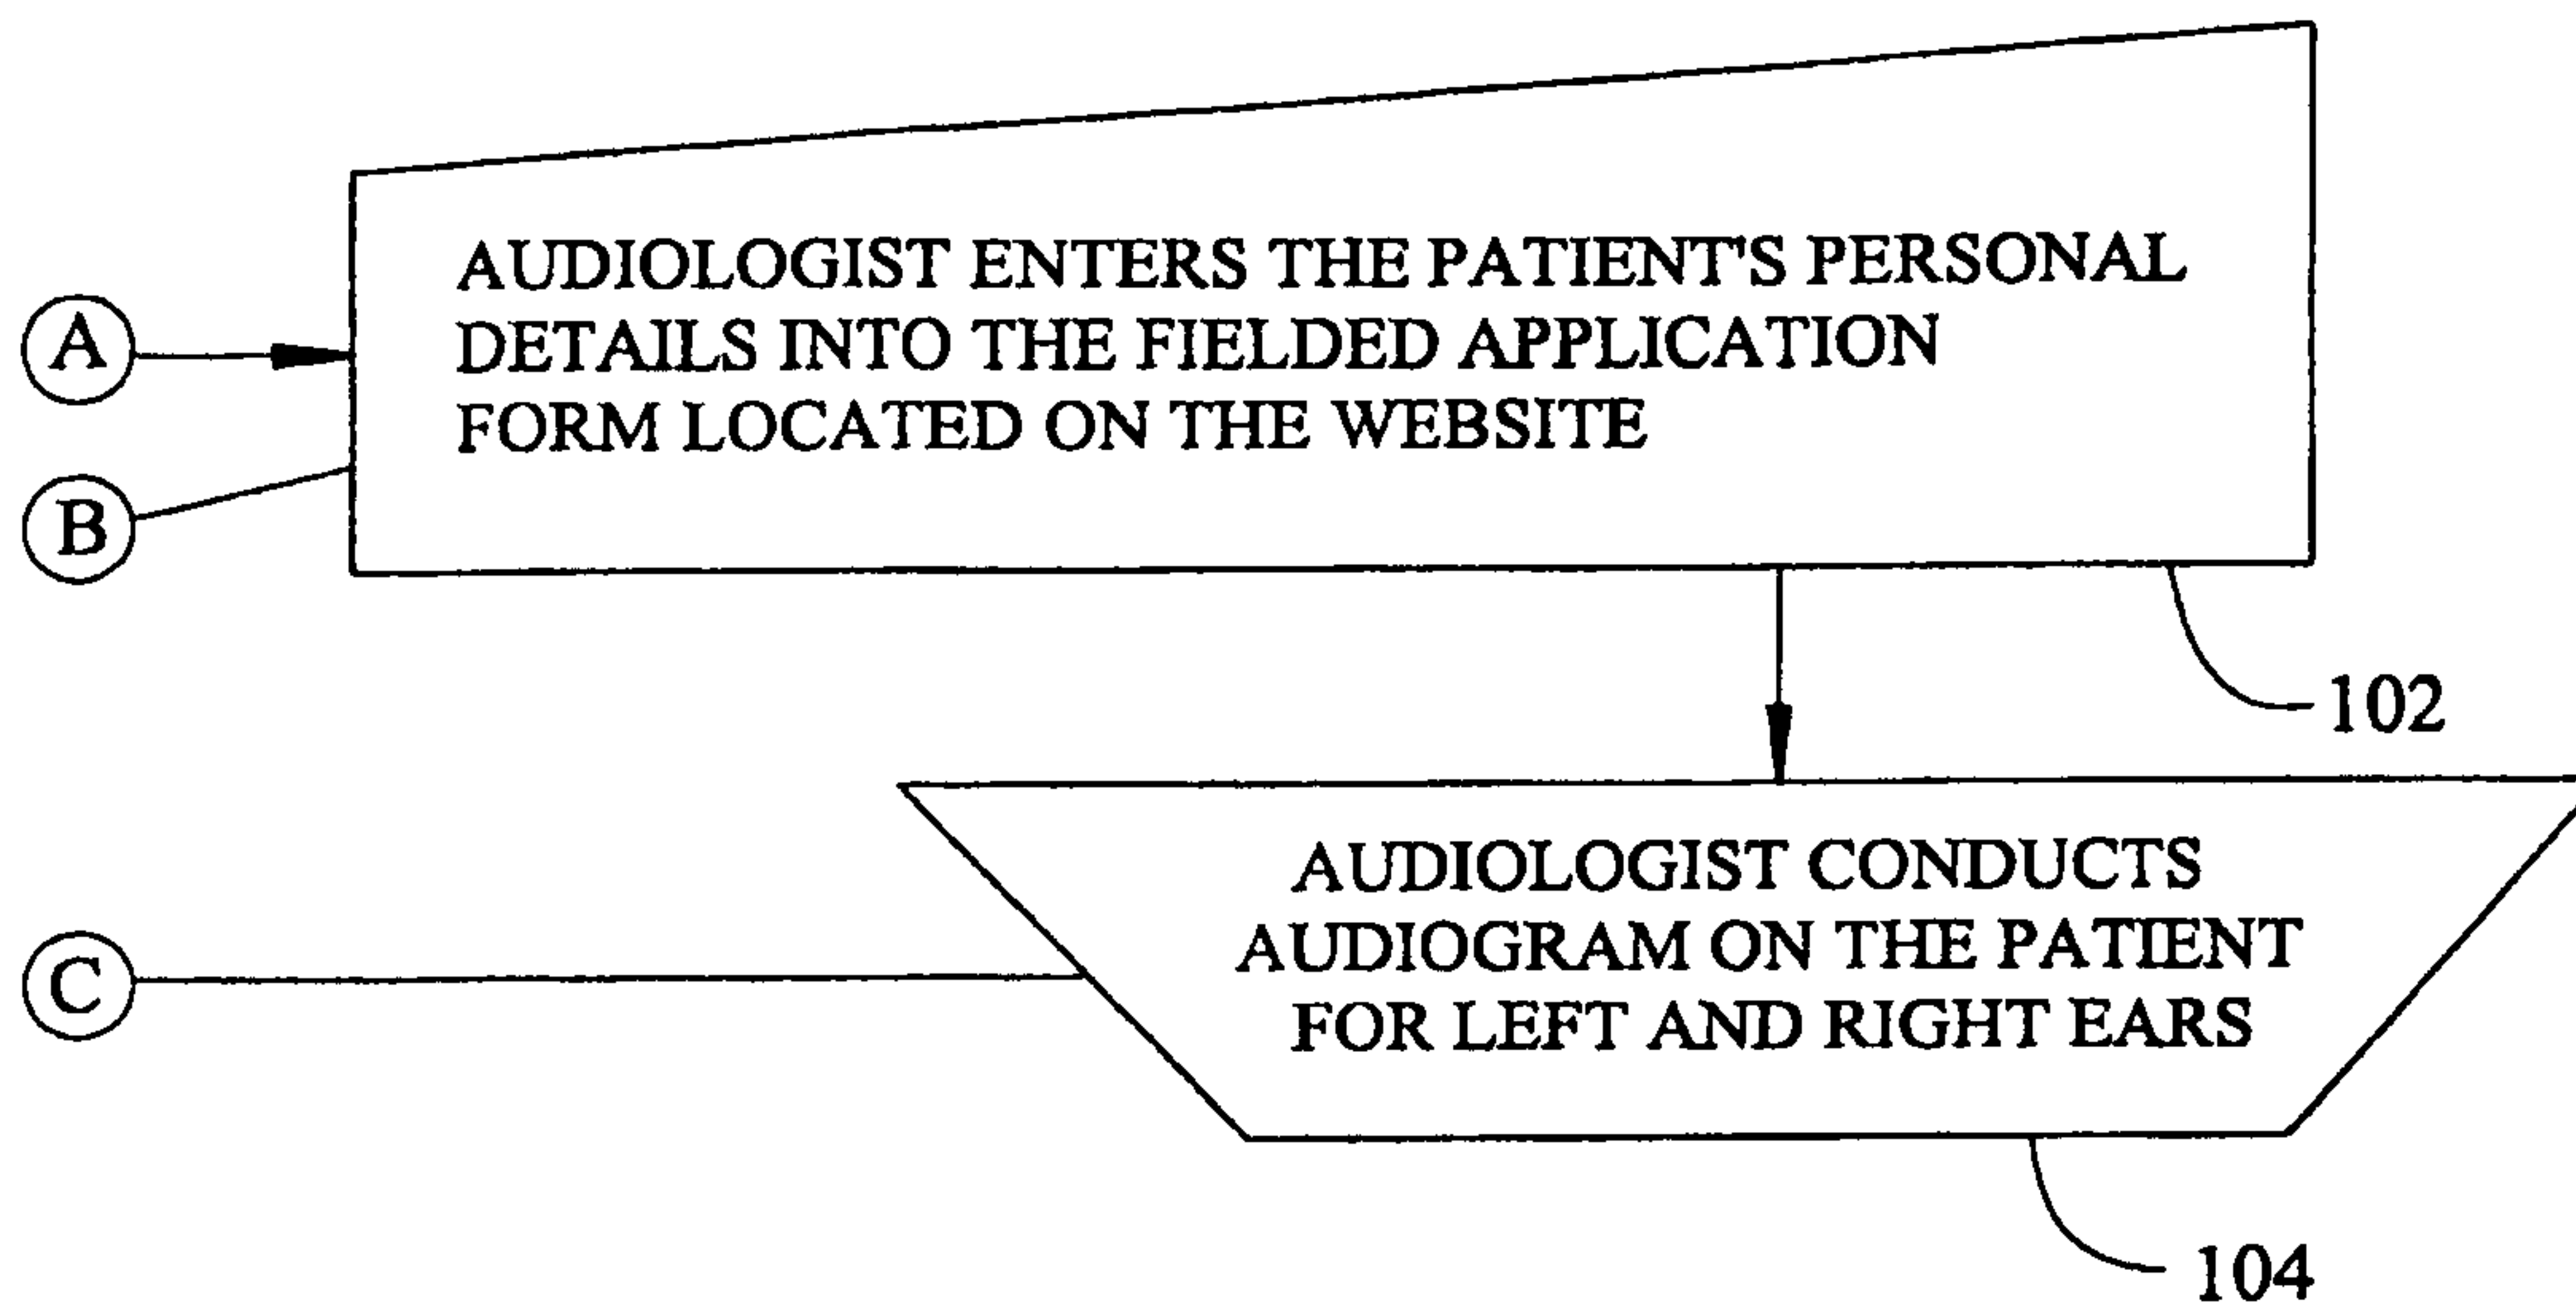 A
AUDIOLOGIST ENTERS THE PATIENT'S PERSONAL
DETAILS INTO THE FIELDED APPLICATION
FORM LOCATED ON THE WEBSITE
B
102
AUDIOLOGIST CONDUCTS
AUDIOGRAM ON THE PATIENT
FOR LEFT AND RIGHT EARS
C
104